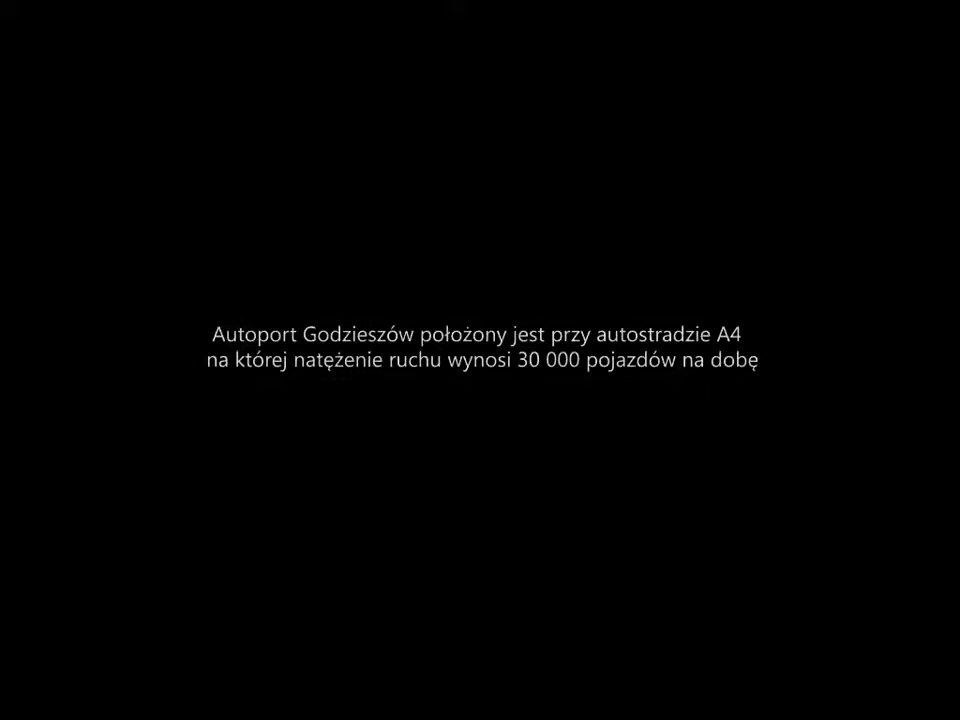 Autoport Godzieszów położony jest przy autostradzie A4
na której natężenie ruchu wynosi 30 000 pojazdów na dobę